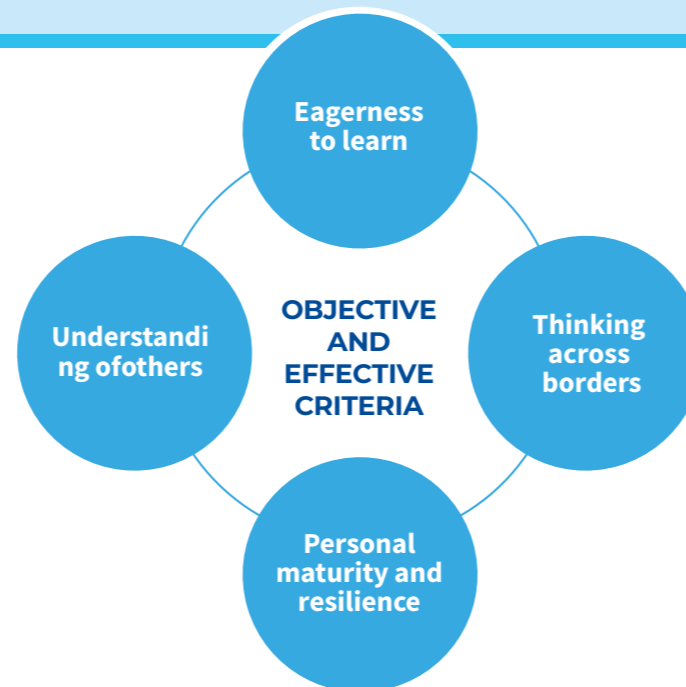 Eagerness
to learn
Understandi
ng ofothers
OBJECTIVE
AND
EFFECTIVE
CRITERIA
Thinking
across
borders
Personal
maturity and
resilience